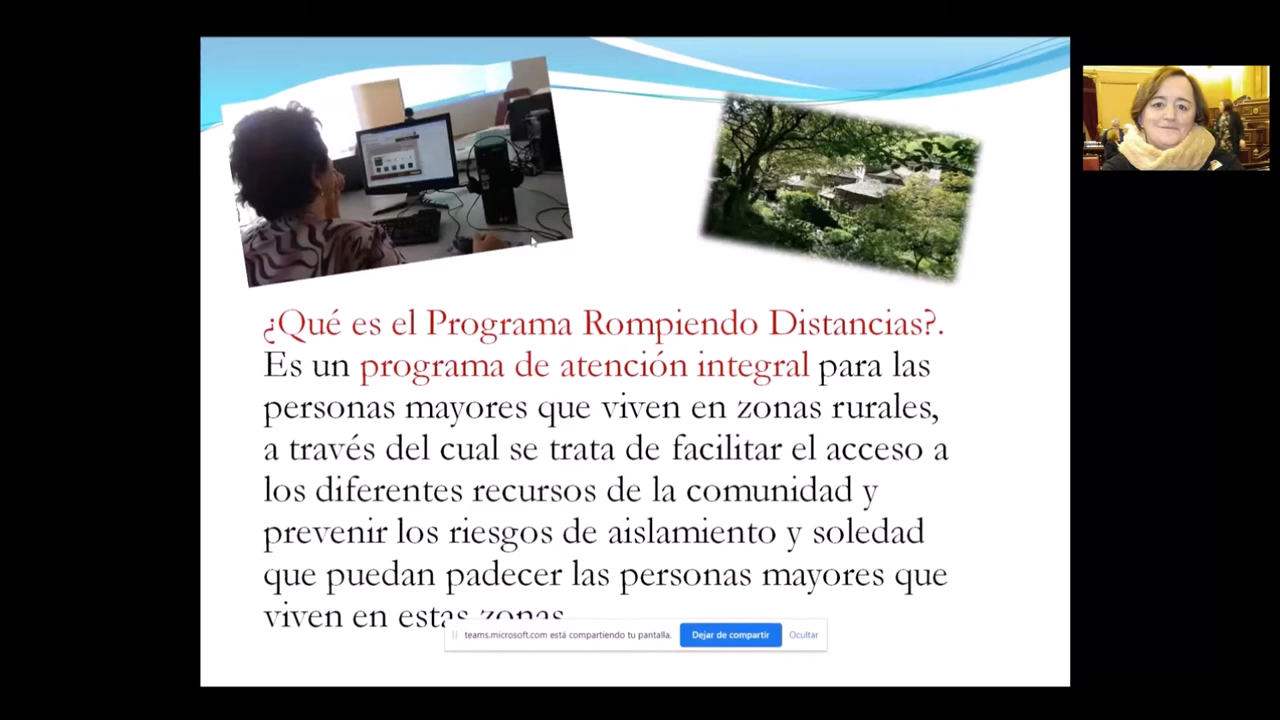 ¿Qué es el Programa Rompiendo Distancias?.
Es un programa de atención integral para las
personas mayores que viven en zonas rurales,
a través del cual se trata de facilitar el acceso a
los diferentes recursos de la comunidad y
prevenir los riesgos de aislamiento y soledad
que puedan padecer las personas mayores que
viven en estas zonas
teams.microsoft.com está compartiendo tu pantalla.
Dejar de compartir
Ocultar